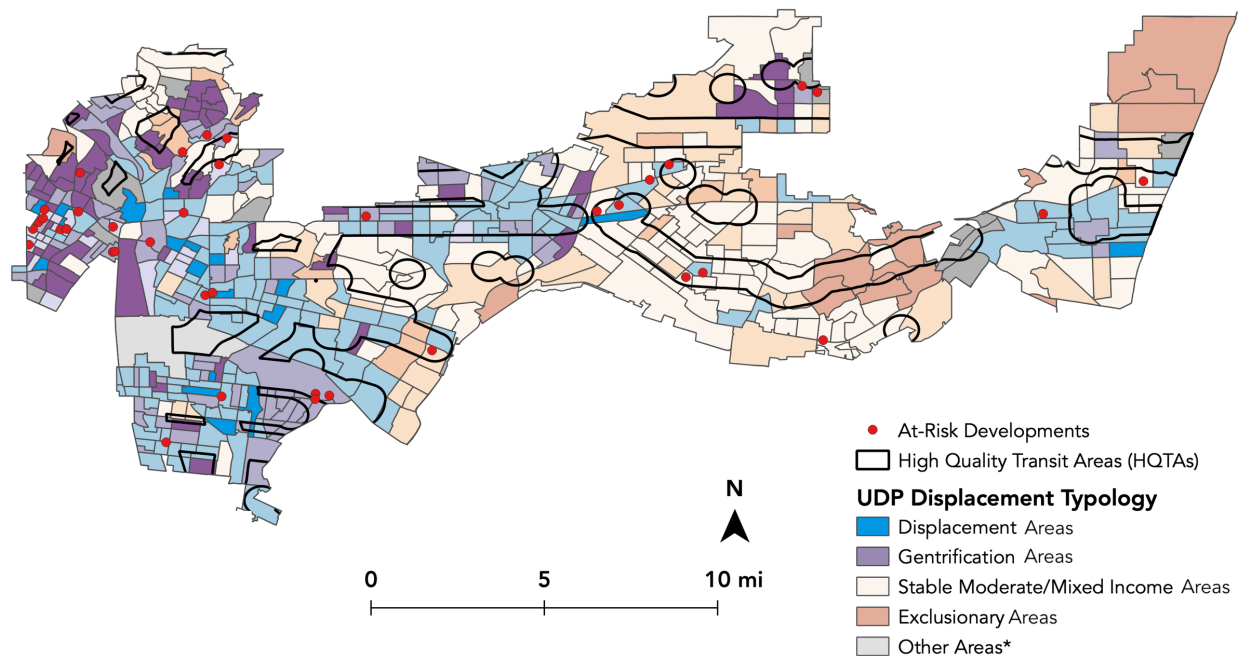 At-Risk Developments
High Quality Transit Areas (HQTAs)
UDP Displacement Typology
Displacement Areas
Gentrification Areas
Stable Moderate/Mixed Income Areas
Exclusionary Areas
Other Areas*
N
0 5 10 mi